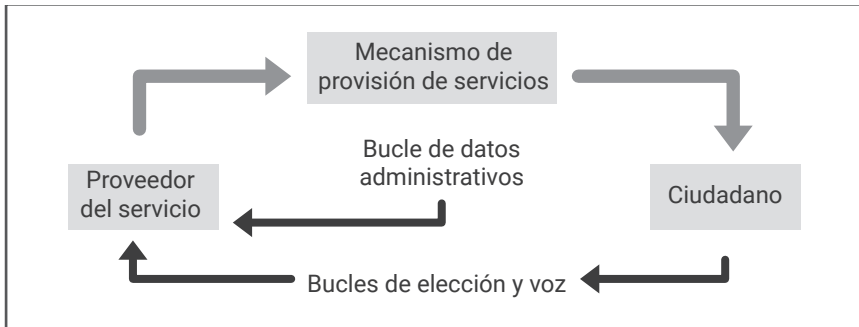 Mecanismo de
provisión de servicios
Bucle de datos
administrativos
Proveedor
del servicio
Ciudadano
Bucles de elección y voz